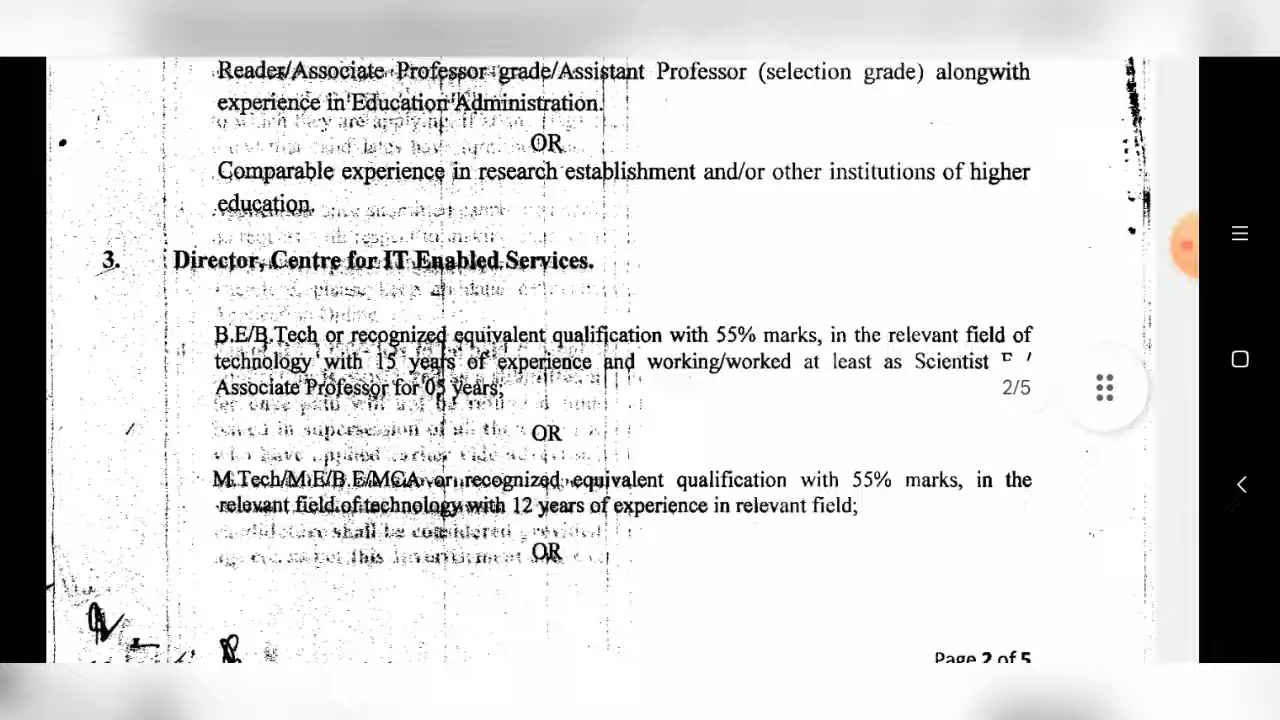 Reader/Associate Professor grade/Assistant Professor (selection grade) alongwith
experience in Education Administration.
OR
Comparable experience in research establishment and/or other institutions of higher
education.
3. Director, Centre for IT Enabled Services.
B.E/B.Tech or recognized equivalent qualification with 55% marks, in the relevant field of
technology with 15 years of experience and working/worked at least as Scientist
Associate Professor for 05 years;
2/5
OR
M.Tech/M.E/B.E/MCA or recognized equivalent qualification with 55% marks, in the
relevant field of technology with 12 years of experience in relevant field;
OR
Page 2 of 5